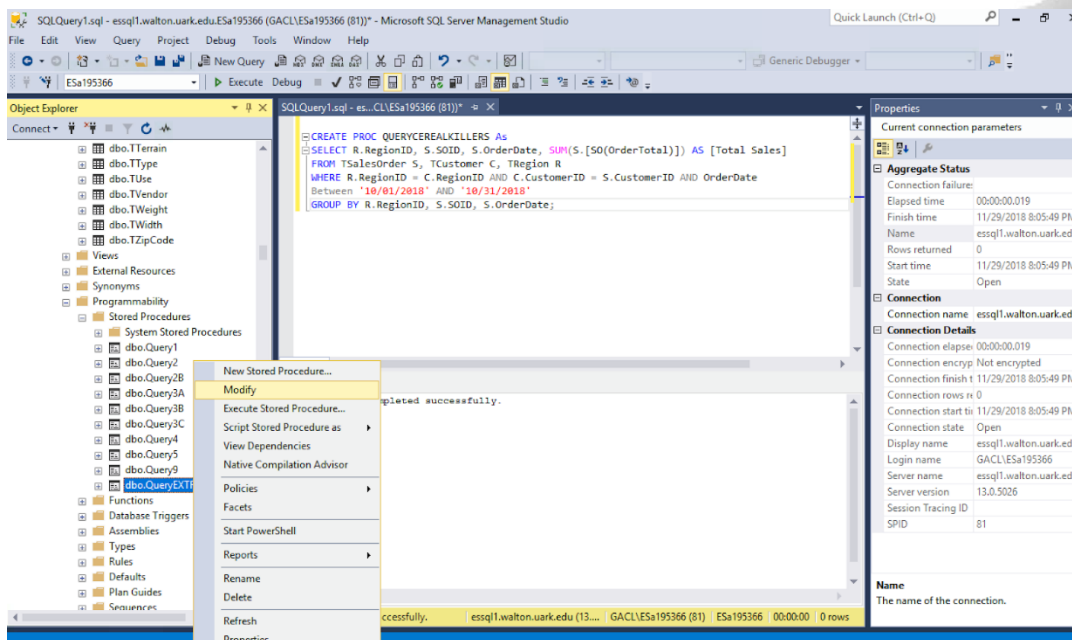 SQLQuery1.sql - essql1.walton.uark.edu.ESa195366 (GACL\ESa195366 (81))* - Microsoft SQL Server Management Studio
Quick Launch (Ctrl+Q)
File Edit View Query Project Debug Tools Window Help
New Query
Generic Debugger
ESa195366
Execute Debug
Object Explorer
Connect
dbo.TTerrain
dbo.TType
dbo.TUse
dbo.TVendor
dbo.TWeight
dbo.TWidth
dbo.TZipCode
Views
External Resources
Synonyms
Programmability
Stored Procedures
System Stored Procedures
dbo.Query1
dbo.Query2
dbo.Query2B
dbo.Query3A
dbo.Query3B
dbo.Query3C
dbo.Query4
dbo.Query5
dbo.Query9
dbo.QueryEXTR
Functions
Database Triggers
Assemblies
Types
Rules
Defaults
Plan Guides
Sequences
New Stored Procedure...
Modify
Execute Stored Procedure...
Script Stored Procedure as
View Dependencies
Native Compilation Advisor
Policies
Facets
Start PowerShell
Reports
Rename
Delete
Refresh
Properties
SQLQuery1.sql - es...CL\ESa195366 (81))*
CREATE PROC QUERYCEREALKILLERS As
SELECT R.RegionID, S.SOID, S.OrderDate, SUM(S.[SO(OrderTotal)]) AS [Total Sales]
FROM TSalesOrder S, TCustomer C, TRegion R
WHERE R.RegionID = C.RegionID AND C.CustomerID = S.CustomerID AND OrderDate
Between '10/01/2018' AND '10/31/2018'
GROUP BY R.RegionID, S.SOID, S.OrderDate;
mpleted successfully.
ccessfully.
essql1.walton.uark.edu (13.... GACL\ESa195366 (81) ESa195366 00:00:00 0 rows
Properties
Current connection parameters
Aggregate Status
Connection failure:
Elapsed time 00:00:00.019
Finish time 11/29/2018 8:05:49 PM
Name essql1.walton.uark.ed
Rows returned 0
Start time 11/29/2018 8:05:49 PM
State Open
Connection
Connection name essql1.walton.uark.ed
Connection Details
Connection elapse 00:00:00.019
Connection encryp Not encrypted
Connection finish t 11/29/2018 8:05:49 PM
Connection rows re 0
Connection start ti 11/29/2018 8:05:49 PM
Connection state Open
Display name essql1.walton.uark.ed
Login name GACL\ESa195366
Server name essql1.walton.uark.ed
Server version 13.0.5026
Session Tracing ID
SPID 81
Name
The name of the connection.